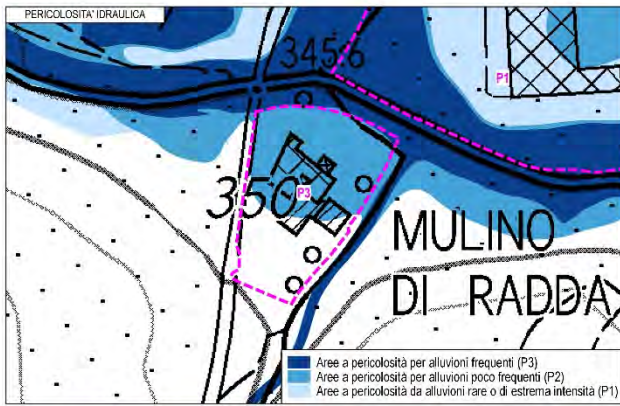 PERICOLOSITA' IDRAULICA
345.6
P1
350
P3
MULINO
DI RADDA
Aree a pericolosità per alluvioni frequenti (P3)
Aree a pericolosità per alluvioni poco frequenti (P2)
Aree a pericolosità da alluvioni rare o di estrema intensità (P1)